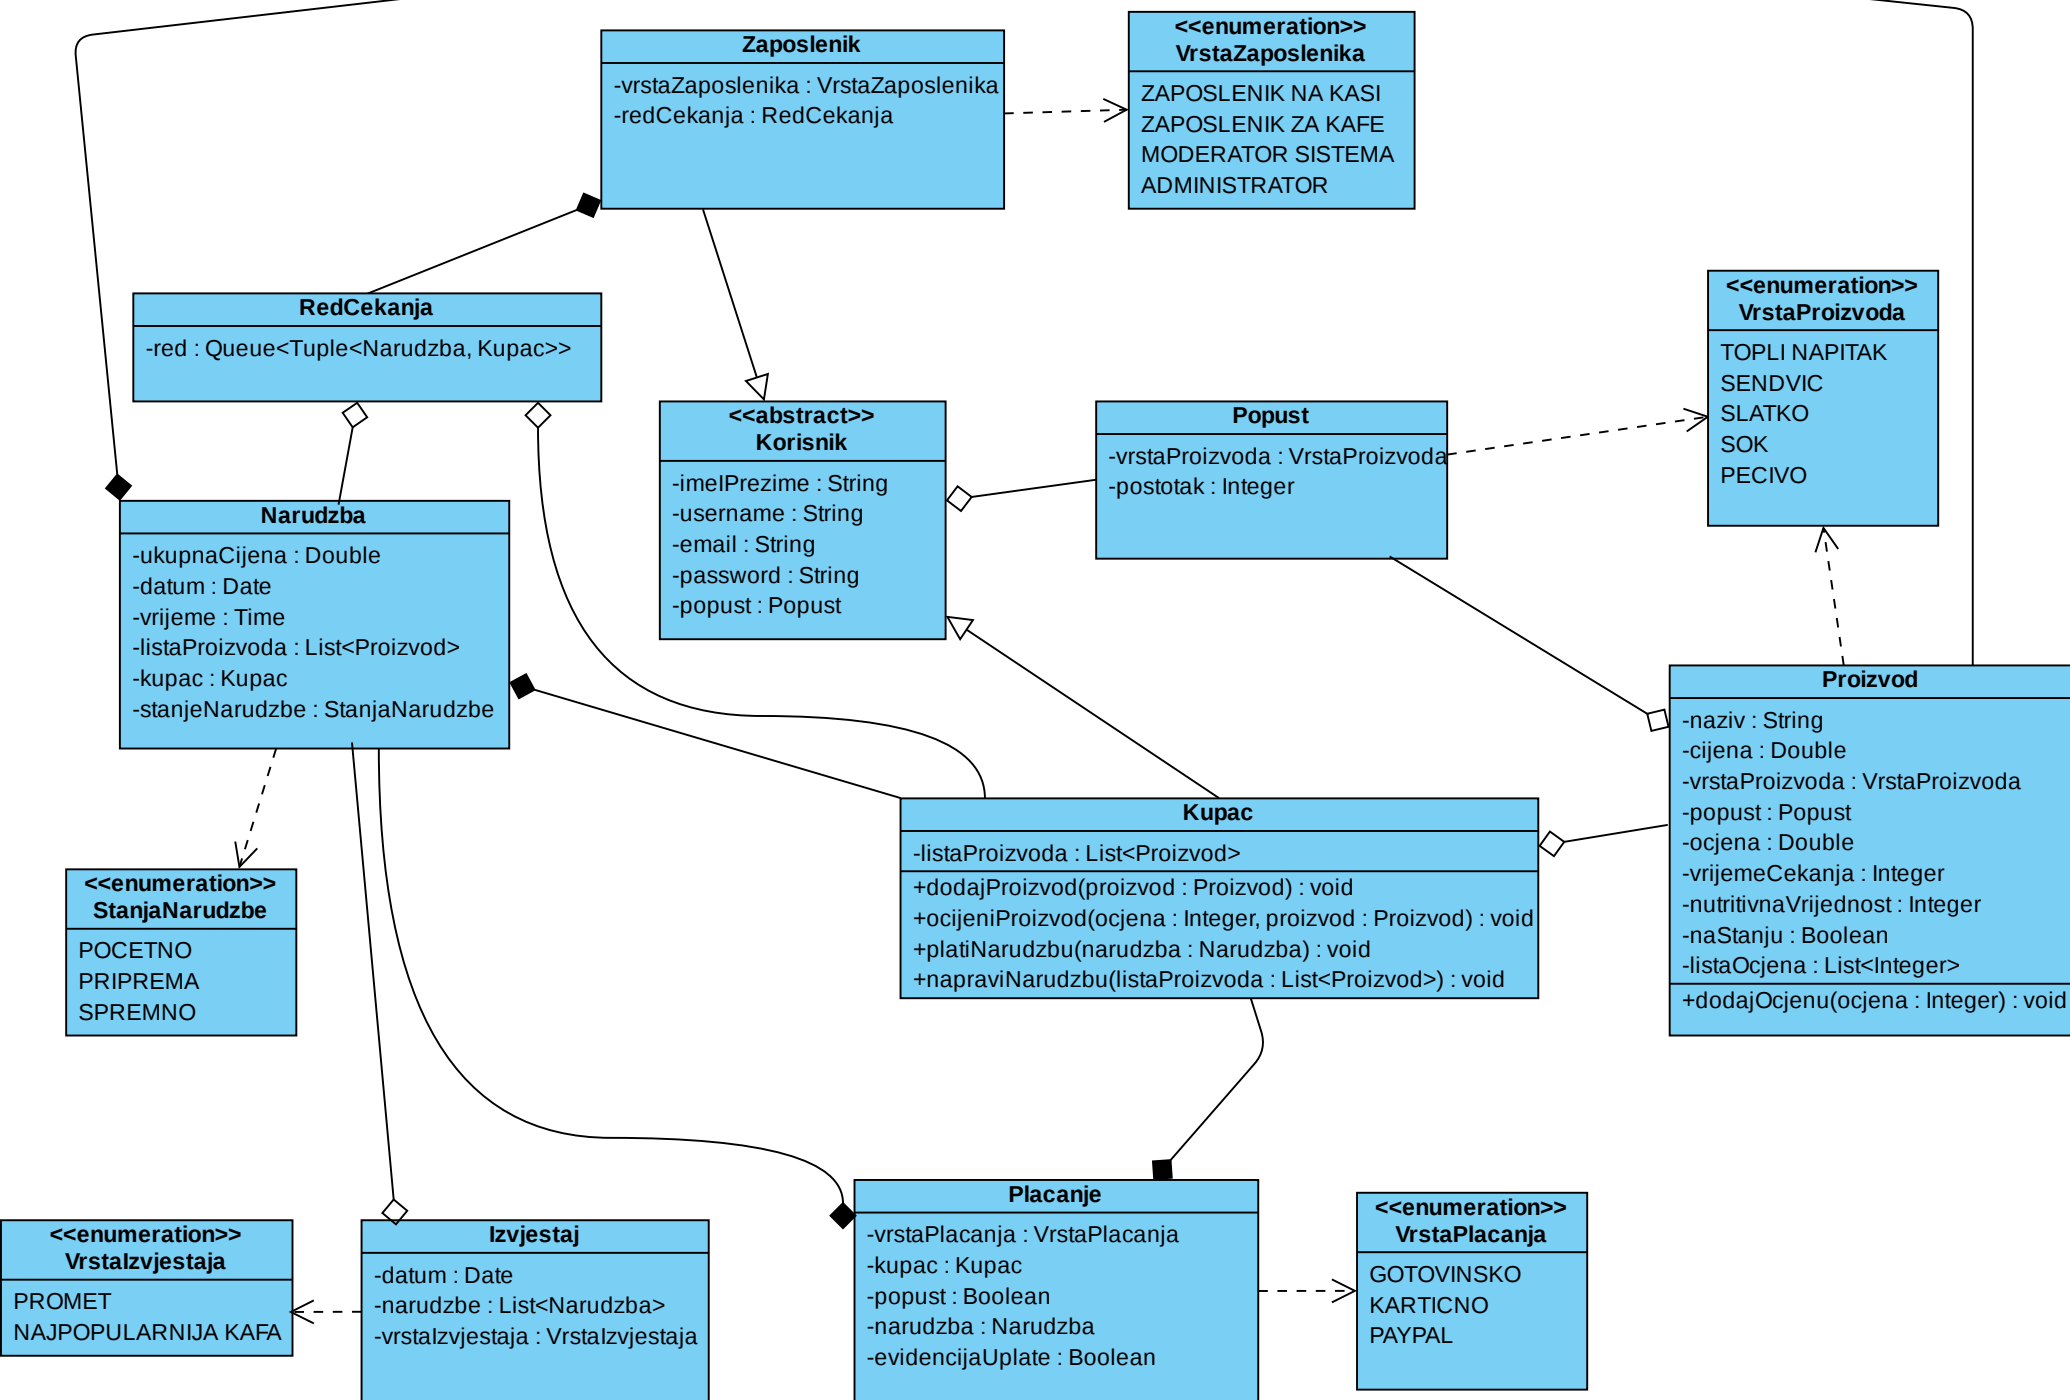 Zaposlenik
-vrstaZaposlenika : VrstaZaposlenika
-redCekanja : RedCekanja
<<enumeration>>
VrstaZaposlenika
ZAPOSLENIK NA KASI
ZAPOSLENIK ZA KAFE
MODERATOR SISTEMA
ADMINISTRATOR
RedCekanja
-red : Queue<Tuple<Narudzba, Kupac>>
<<enumeration>>
VrstaProizvoda
TOPLI NAPITAK
SENDVIC
SLATKO
SOK
PECIVO
<<abstract>>
Korisnik
-imeIPrezime : String
-username : String
-email : String
-password : String
-popust : Popust
Popust
-vrstaProizvoda : VrstaProizvoda
-postotak : Integer
Narudzba
-ukupnaCijena : Double
-datum : Date
-vrijeme : Time
-listaProizvoda : List<Proizvod>
-kupac : Kupac
-stanjeNarudzbe : StanjaNarudzbe
Proizvod
-naziv : String
-cijena : Double
-vrstaProizvoda : VrstaProizvoda
-popust : Popust
-ocjena : Double
-vrijemeCekanja : Integer
-nutritivnaVrijednost : Integer
-naStanju : Boolean
-listaOcjena : List<Integer>
+dodajOcjenu(ocjena : Integer) : void
Kupac
-listaProizvoda : List<Proizvod>
+dodajProizvod(proizvod : Proizvod) : void
+ocijeniProizvod(ocjena : Integer, proizvod : Proizvod) : void
+platiNarudzbu(narudzba : Narudzba) : void
+napraviNarudzbu(listaProizvoda : List<Proizvod>) : void
<<enumeration>>
StanjaNarudzbe
POCETNO
PRIPREMA
SPREMNO
<<enumeration>>
VrstaIzvjestaja
PROMET
NAJPOPULARNIJA KAFA
Izvjestaj
-datum : Date
-narudzbe : List<Narudzba>
-vrstaIzvjestaja : VrstaIzvjestaja
Placanje
-vrstaPlacanja : VrstaPlacanja
-kupac : Kupac
-popust : Boolean
-narudzba : Narudzba
-evidencijaUplate : Boolean
<<enumeration>>
VrstaPlacanja
GOTOVINSKO
KARTICNO
PAYPAL